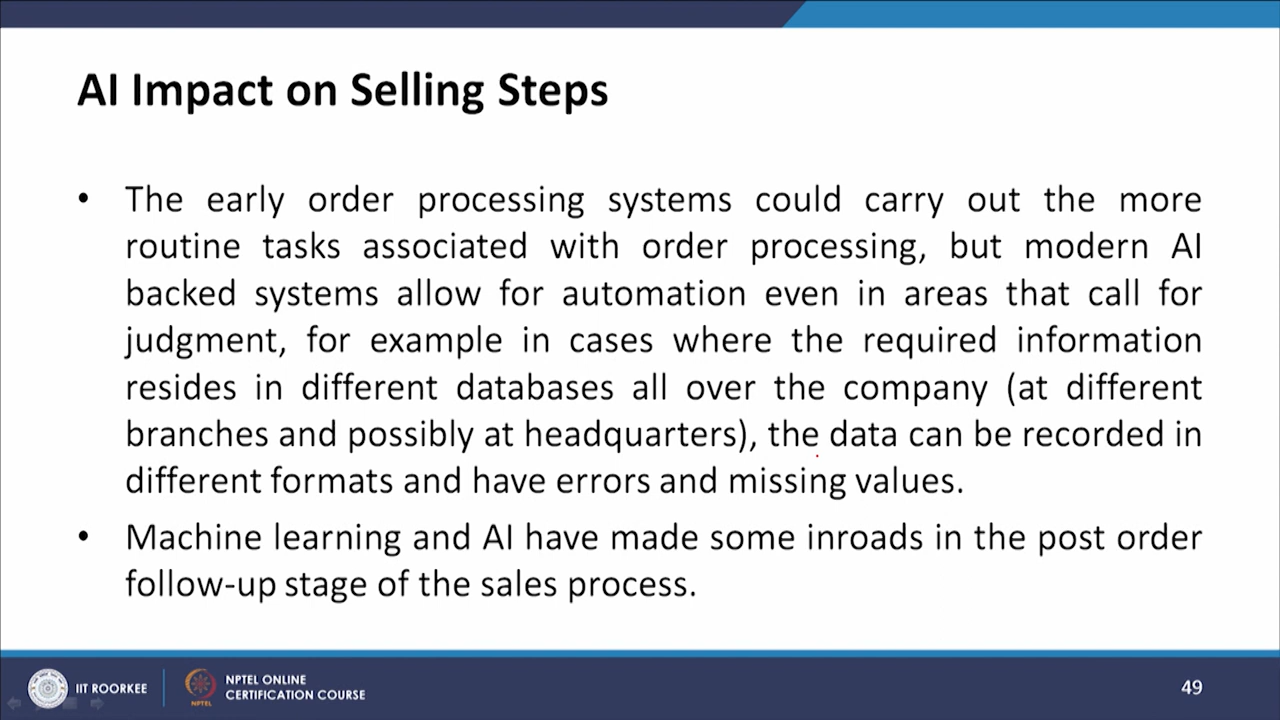 AI Impact on Selling Steps
• The early order processing systems could carry out the more
routine tasks associated with order processing, but modern AI
backed systems allow for automation even in areas that call for
judgment, for example in cases where the required information
resides in different databases all over the company (at different
branches and possibly at headquarters), the data can be recorded in
different formats and have errors and missing values.
• Machine learning and AI have made some inroads in the post order
follow-up stage of the sales process.
IIT ROORKEE
NPTEL
NPTEL ONLINE
CERTIFICATION COURSE
49